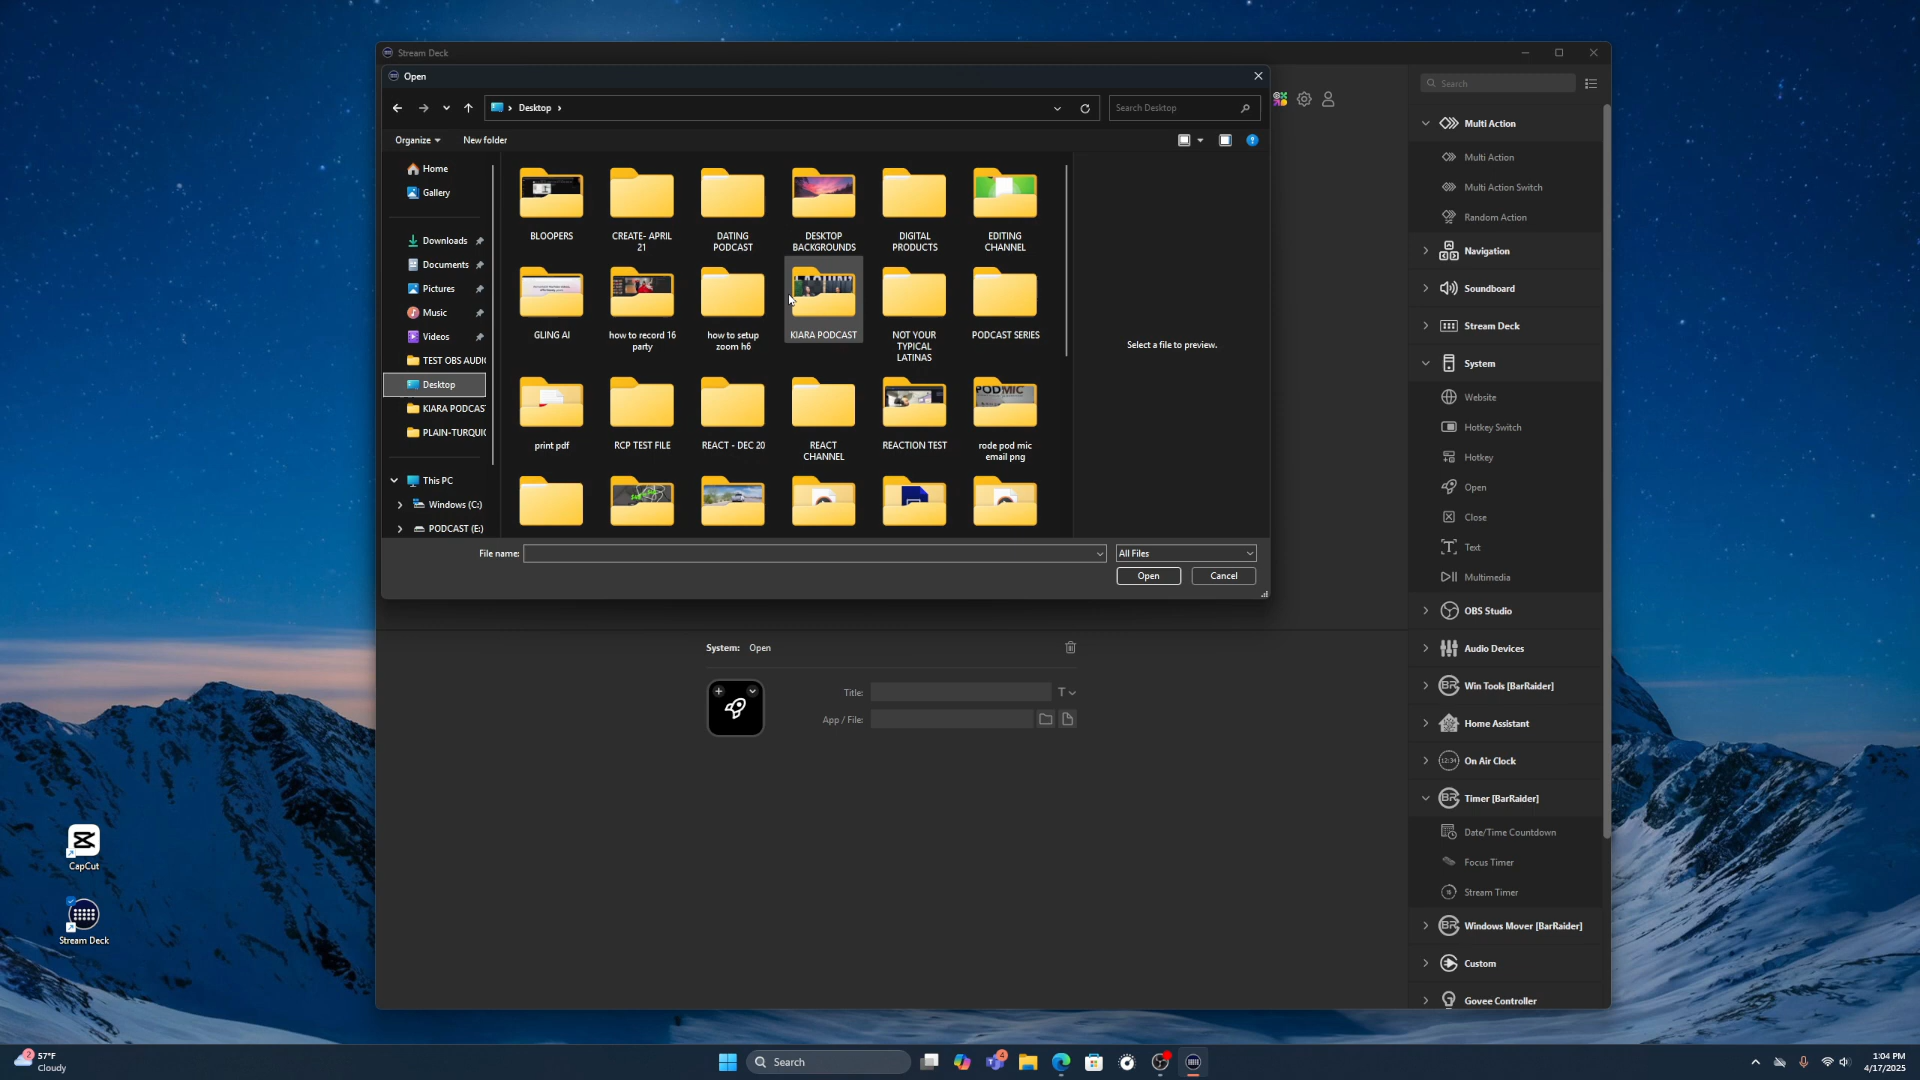 Stream Deck
Open
Desktop
Search Desktop
Organize
New folder
Home
Gallery
Downloads
Documents
Pictures
Music
Videos
TEST OBS AUDIO
Desktop
KIARA PODCAS
PLAIN-TURQUO
This PC
Windows (C:)
PODCAST (E:)
BLOOPERS
CREATE- APRIL
21
DATING
PODCAST
DESKTOP
BACKGROUNDS
DIGITAL
PRODUCTS
EDITING
CHANNEL
GLING AI
how to record 16
party
how to setup
zoom h6
KIARA PODCAST
NOT YOUR
TYPICAL
LATINAS
PODCAST SERIES
print pdf
RCP TEST FILE
REACT - DEC 20
REACT
CHANNEL
REACTION TEST
PODMIC
rode pod mic
email png
Select a file to preview.
File name:
All Files
Open
Cancel
System: Open
Title:
T
App / File:
Search
Multi Action
Multi Action
Multi Action Switch
Random Action
Navigation
Soundboard
Stream Deck
System
Website
Hotkey Switch
Hotkey
Open
Close
Text
Multimedia
OBS Studio
Audio Devices
Win Tools [BarRaider]
Home Assistant
12:34 On Air Clock
BR Timer [BarRaider]
Date/Time Countdown
Focus Timer
Stream Timer
Windows Mover [BarRaider]
Custom
Govee Controller
CapCut
Stream Deck
2
57°F
Cloudy
Search
4
1:04 PM
4/17/2025